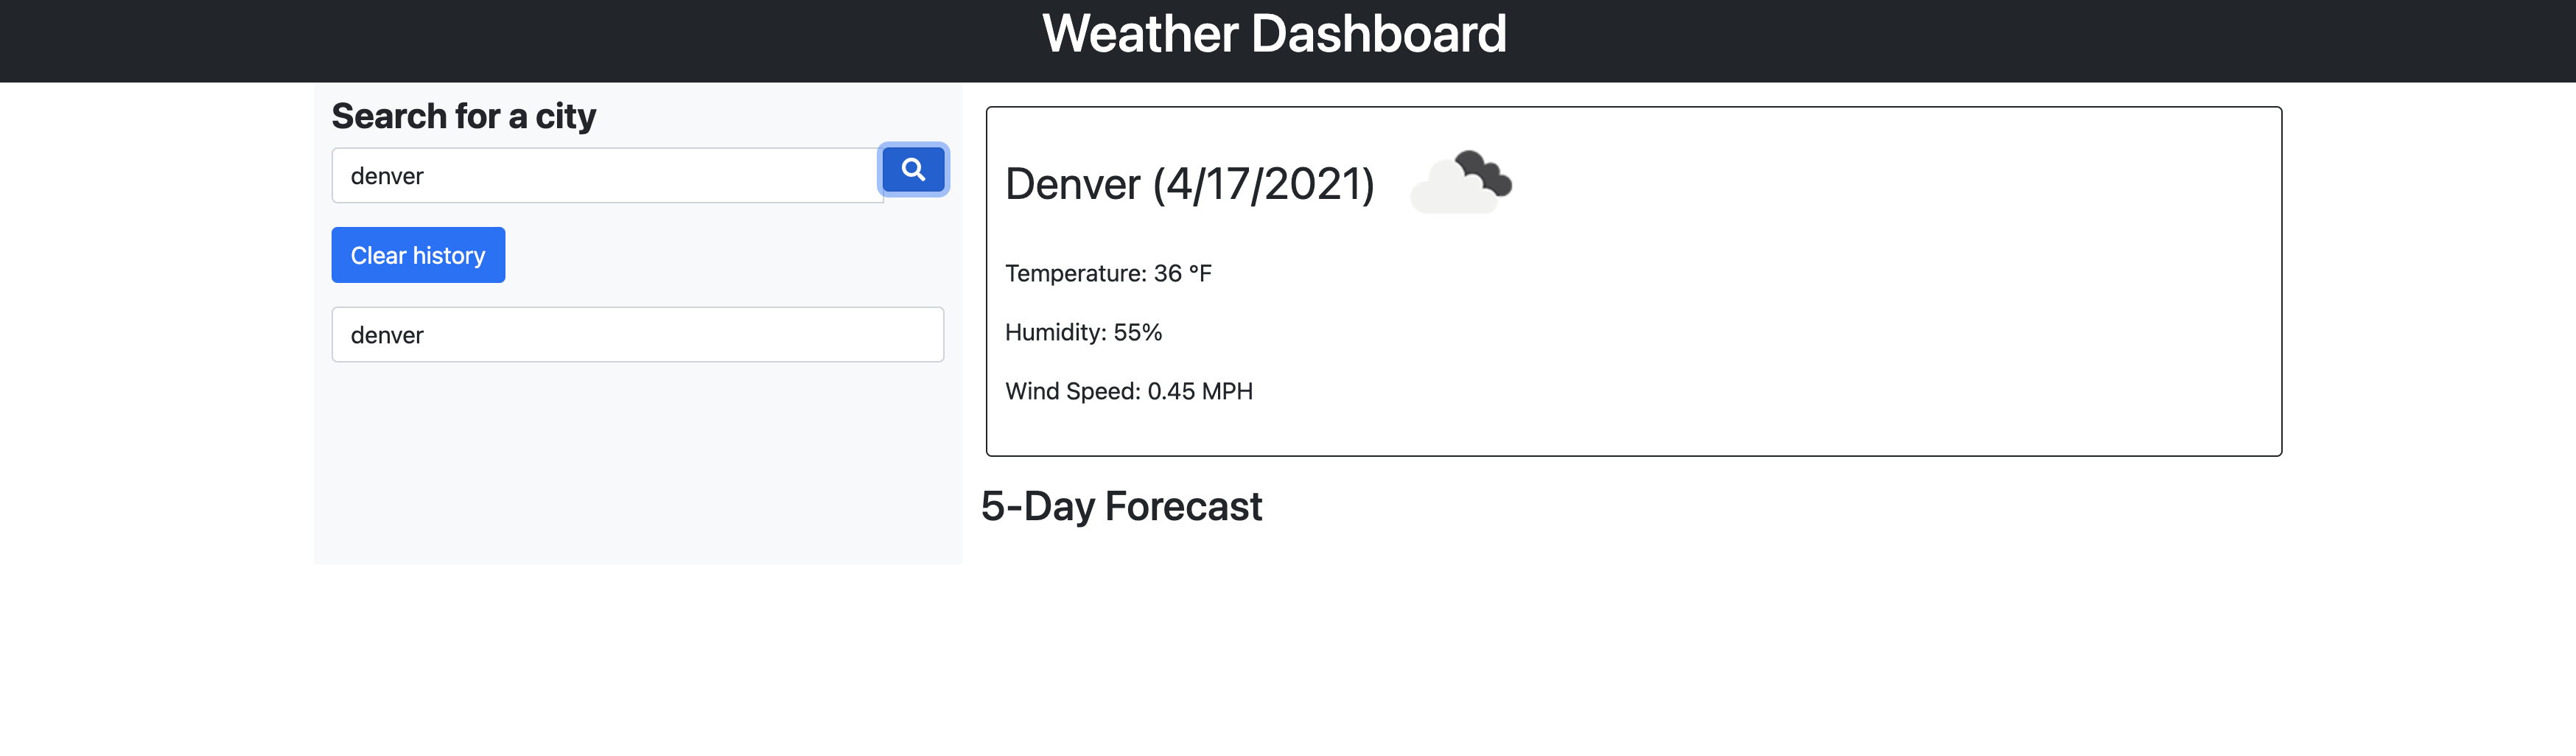 Weather Dashboard
Search for a city
denver
Clear history
denver
Denver (4/17/2021)
Temperature: 36 °F
Humidity: 55%
Wind Speed: 0.45 MPH
5-Day Forecast